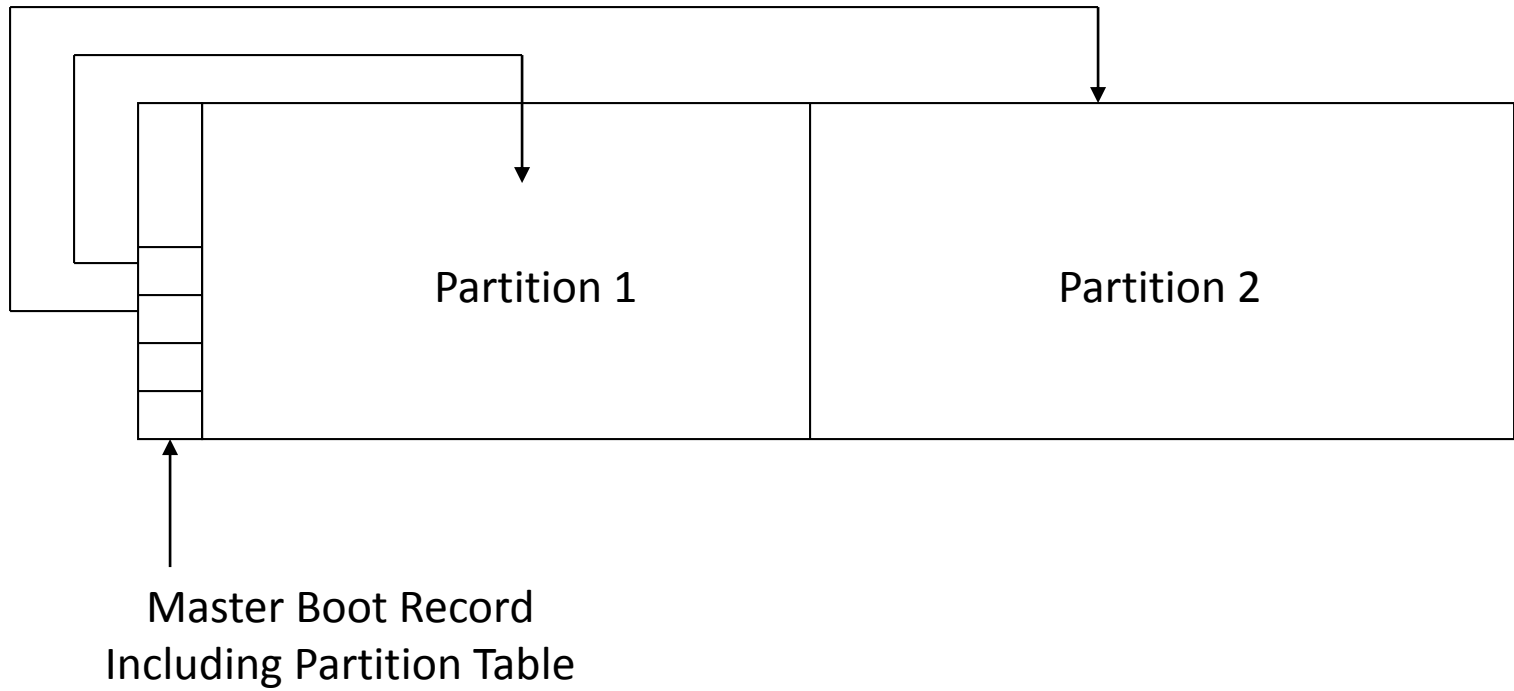 Partition 1
Partition 2
Master Boot Record
Including Partition Table